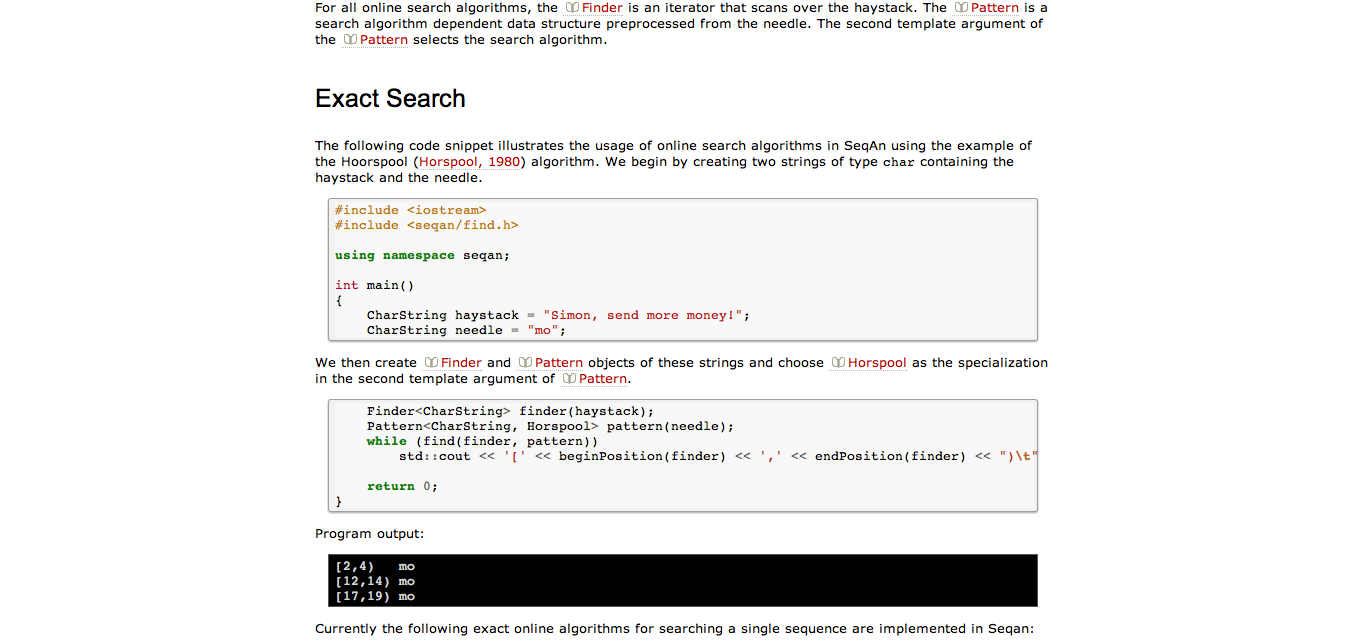 For all online search algorithms, the Finder is an iterator that scans over the haystack. The Pattern is a
search algorithm dependent data structure preprocessed from the needle. The second template argument of
the Pattern selects the search algorithm.
Exact Search
The following code snippet illustrates the usage of online search algorithms in SeqAn using the example of
the Hoorspool (Horspool, 1980) algorithm. We begin by creating two strings of type char containing the
haystack and the needle.
#include <iostream>
#include <seqan/find.h>
using namespace seqan;
int main()
{
CharString haystack = "Simon, send more money!";
CharString needle = "mo";
We then create Finder and Pattern objects of these strings and choose Horspool as the specialization
in the second template argument of Pattern.
Finder<CharString> finder(haystack);
Pattern<CharString, Horspool> pattern(needle);
while (find(finder, pattern))
std::cout << '[' << beginPosition(finder) << ',' << endPosition(finder) << ")\t"
return 0;
}
Program output:
[2,4) mo
[12,14) mo
[17,19) mo
Currently the following exact online algorithms for searching a single sequence are implemented in Seqan: